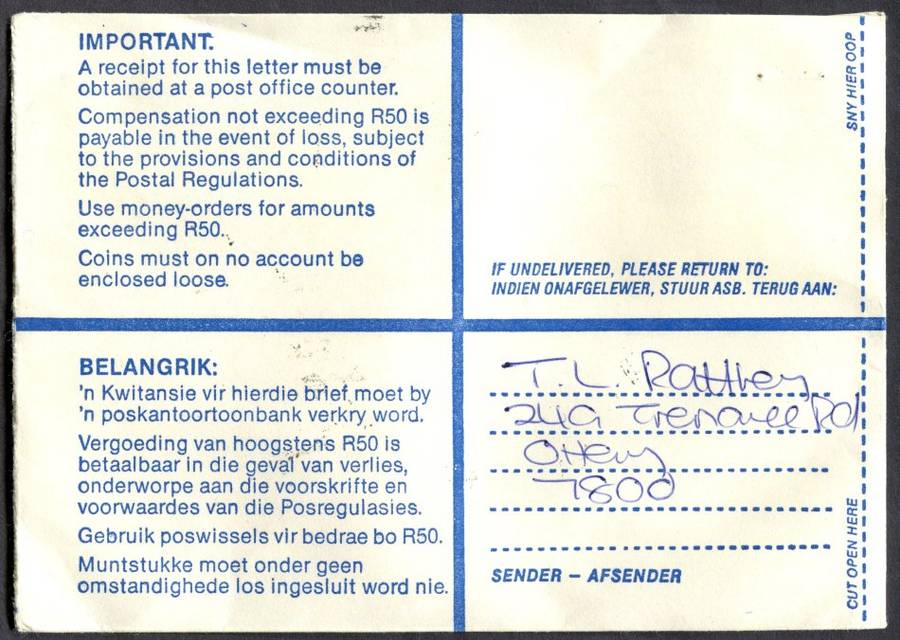 IMPORTANT:
A receipt for this letter must be
obtained at a post office counter.
Compensation not exceeding R50 is
payable in the event of loss, subject
to the provisions and conditions of
the Postal Regulations.
Use money-orders for amounts
exceeding R50.
Coins must on no account be
enclosed loose.
SNY HIER OOP
IF UNDELIVERED, PLEASE RETURN TO:
INDIEN ONAFGELEWER, STUUR ASB. TERUG AAN:
BELANGRIK:
'n Kwitansie vir hierdie brief moet by
'n poskantoortoonbank verkry word.
Vergoeding van hoogstens R50 is
betaalbaar in die geval van verlies,
onderworpe aan die voorskrifte en
voorwaardes van die Posregulasies.
Gebruik poswissels vir bedrae bo R50.
Muntstukke moet onder geen
omstandighede los ingesluit word nie.
T. L. Ratthey
Rd
Ottery
7800
SENDER – AFSENDER
CUT OPEN HERE